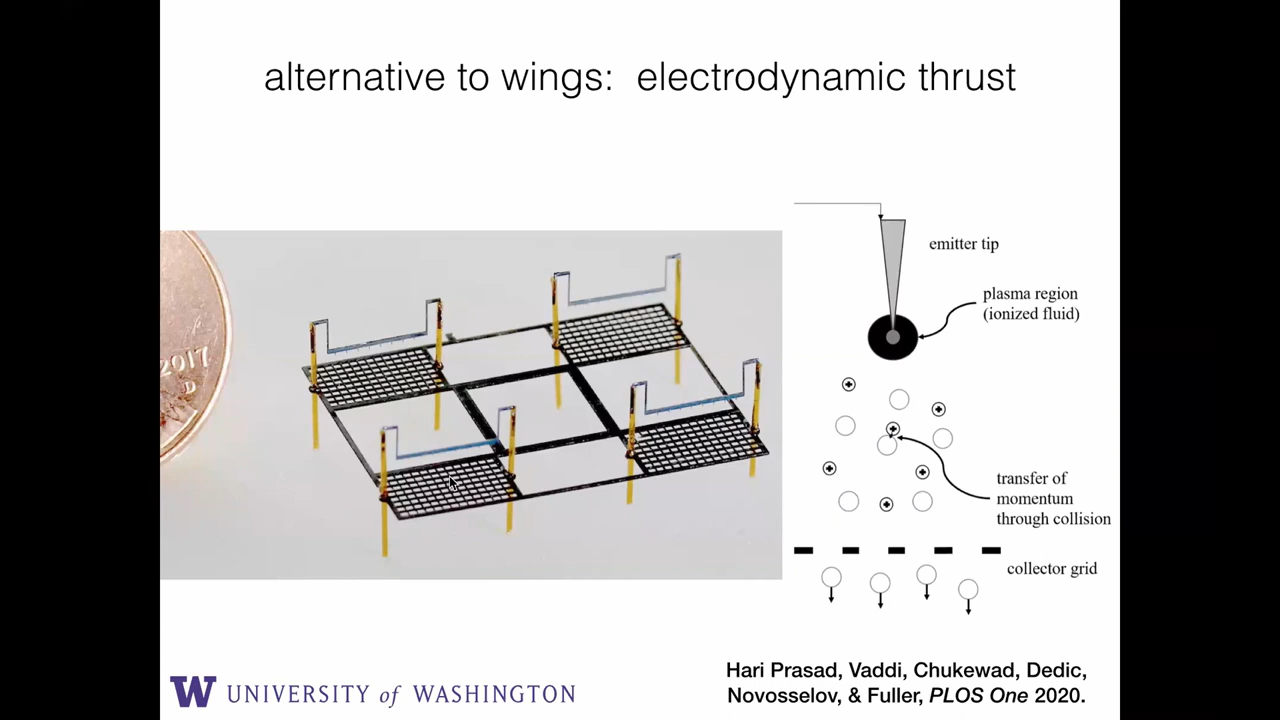 alternative to wings: electrodynamic thrust
2017
D
emitter tip
plasma region
(ionized fluid)
transfer of
momentum
through collision
collector grid
W UNIVERSITY of WASHINGTON
Hari Prasad, Vaddi, Chukewad, Dedic,
Novosselov, & Fuller, PLOS One 2020.